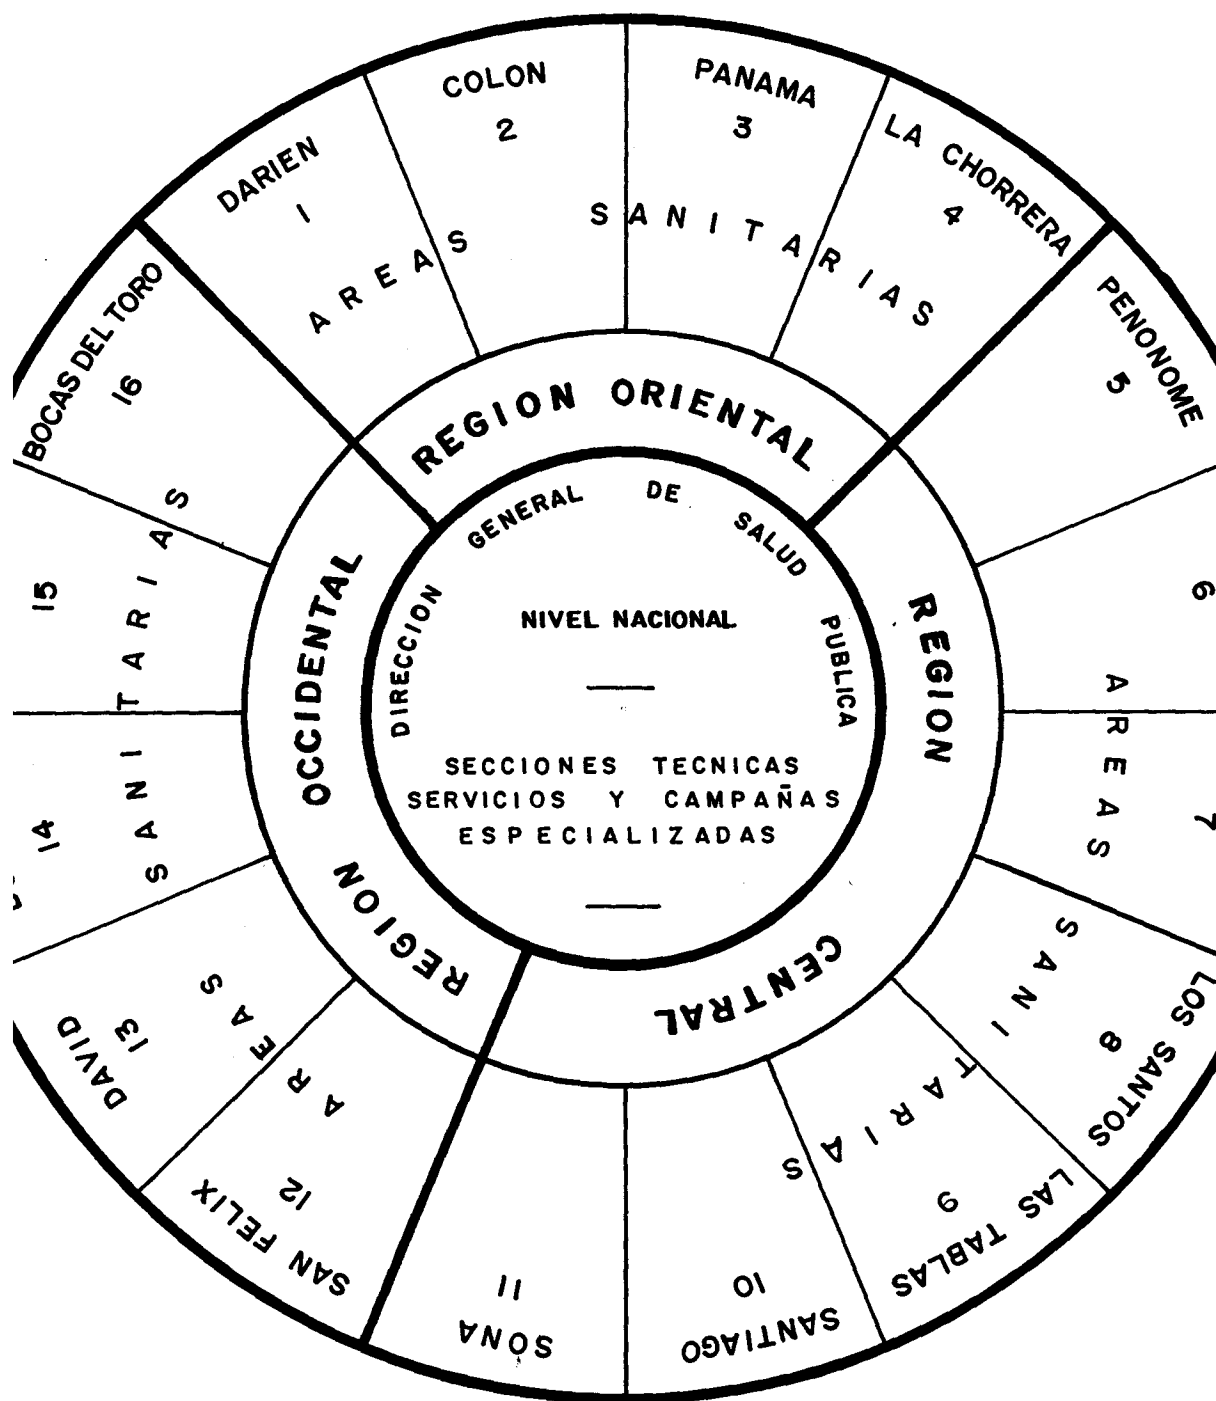 DARIEN
1
COLON
2
PANAMA
3
LA CHORRERA
4
AREAS SANITARIAS
PENONOME
5
6
7
LOS SANTOS
8
LAS TABLAS
9
SANTIAGO
10
SONA
11
AREAS SANITARIAS
SAN FELIX
12
DAVID
13
14
15
BOCAS DEL TORO
16
AREAS SANITARIAS
REGION ORIENTAL
REGION CENTRAL
REGION OCCIDENTAL
DIRECCION GENERAL DE SALUD PUBLICA
NIVEL NACIONAL
SECCIONES TECNICAS
SERVICIOS Y CAMPAÑAS
ESPECIALIZADAS